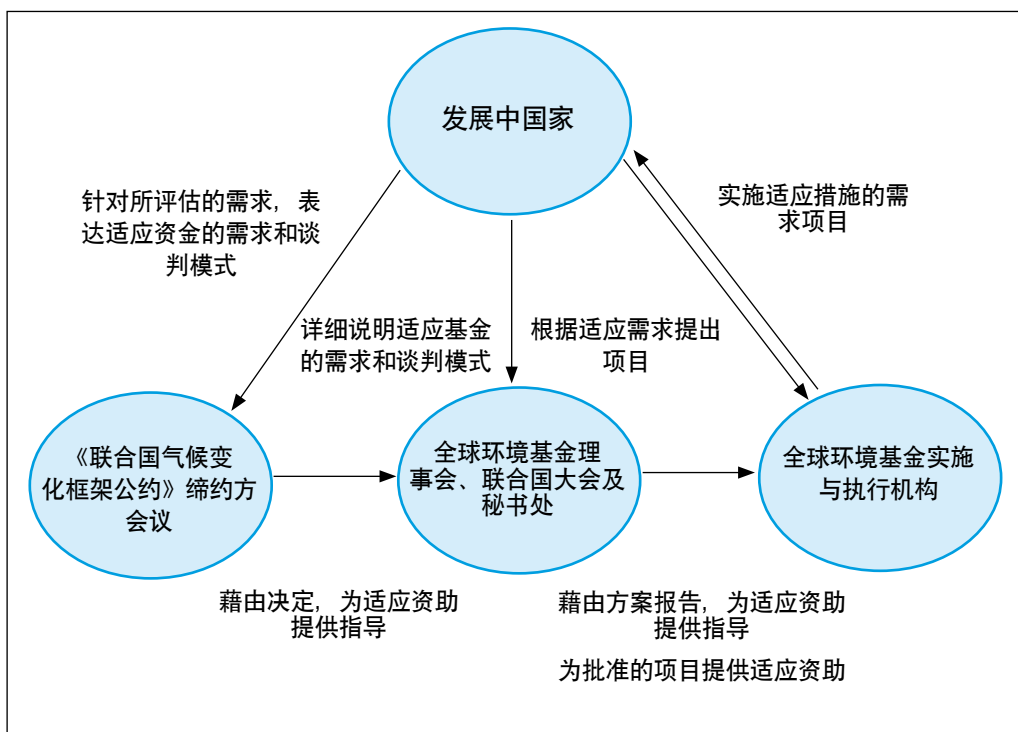 发展中国家
针对所评估的需求，表
达适应资金的需求和谈
判模式
实施适应措施的需
求项目
详细说明适应基金
的需求和谈判模式
根据适应需求提出
项目
《联合国气候变
化框架公约》缔约方
会议
全球环境基金理
事会、联合国大会及
秘书处
全球环境基金实施
与执行机构
藉由决定，为适应资助
提供指导
藉由方案报告，为适应资助
提供指导
为批准的项目提供适应资助